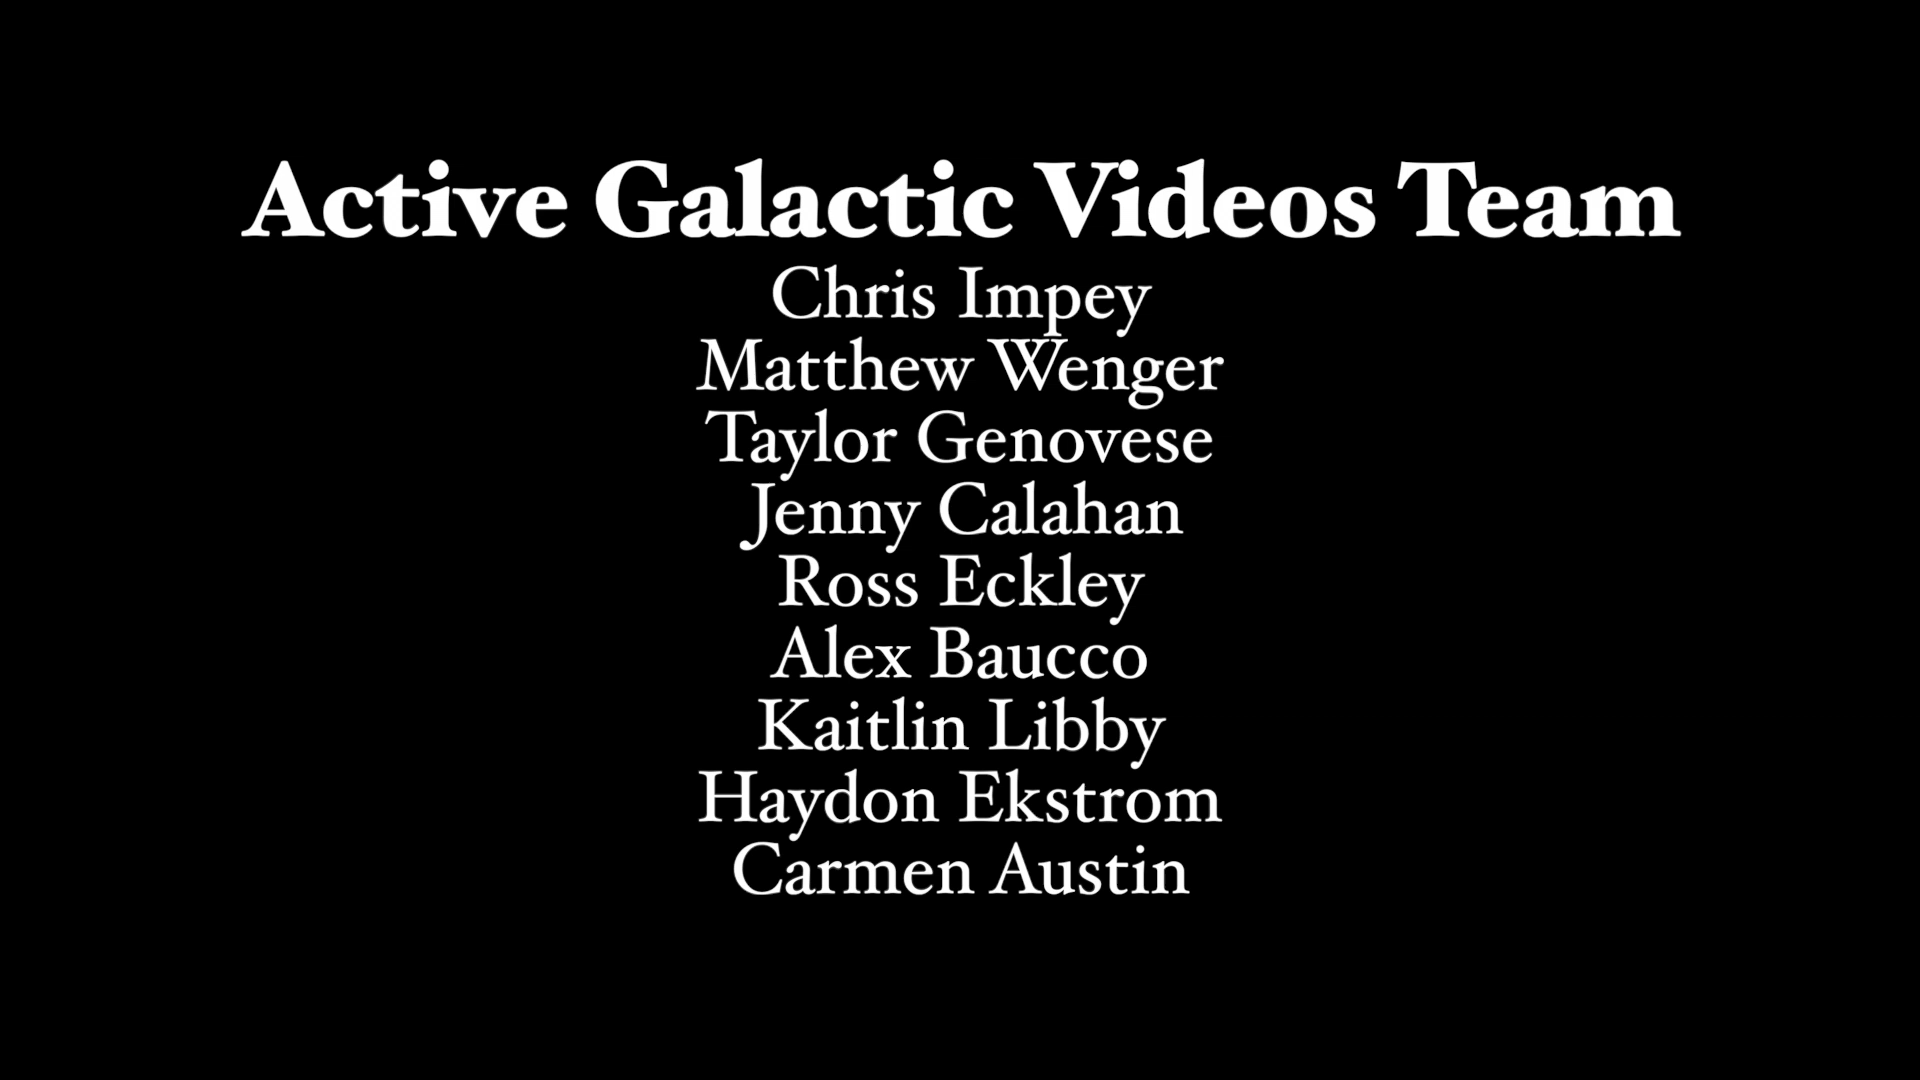 Active Galactic Videos Team
Chris Impey
Matthew Wenger
Taylor Genovese
Jenny Calahan
Ross Eckley
Alex Baucco
Kaitlin Libby
Haydon Ekstrom
Carmen Austin